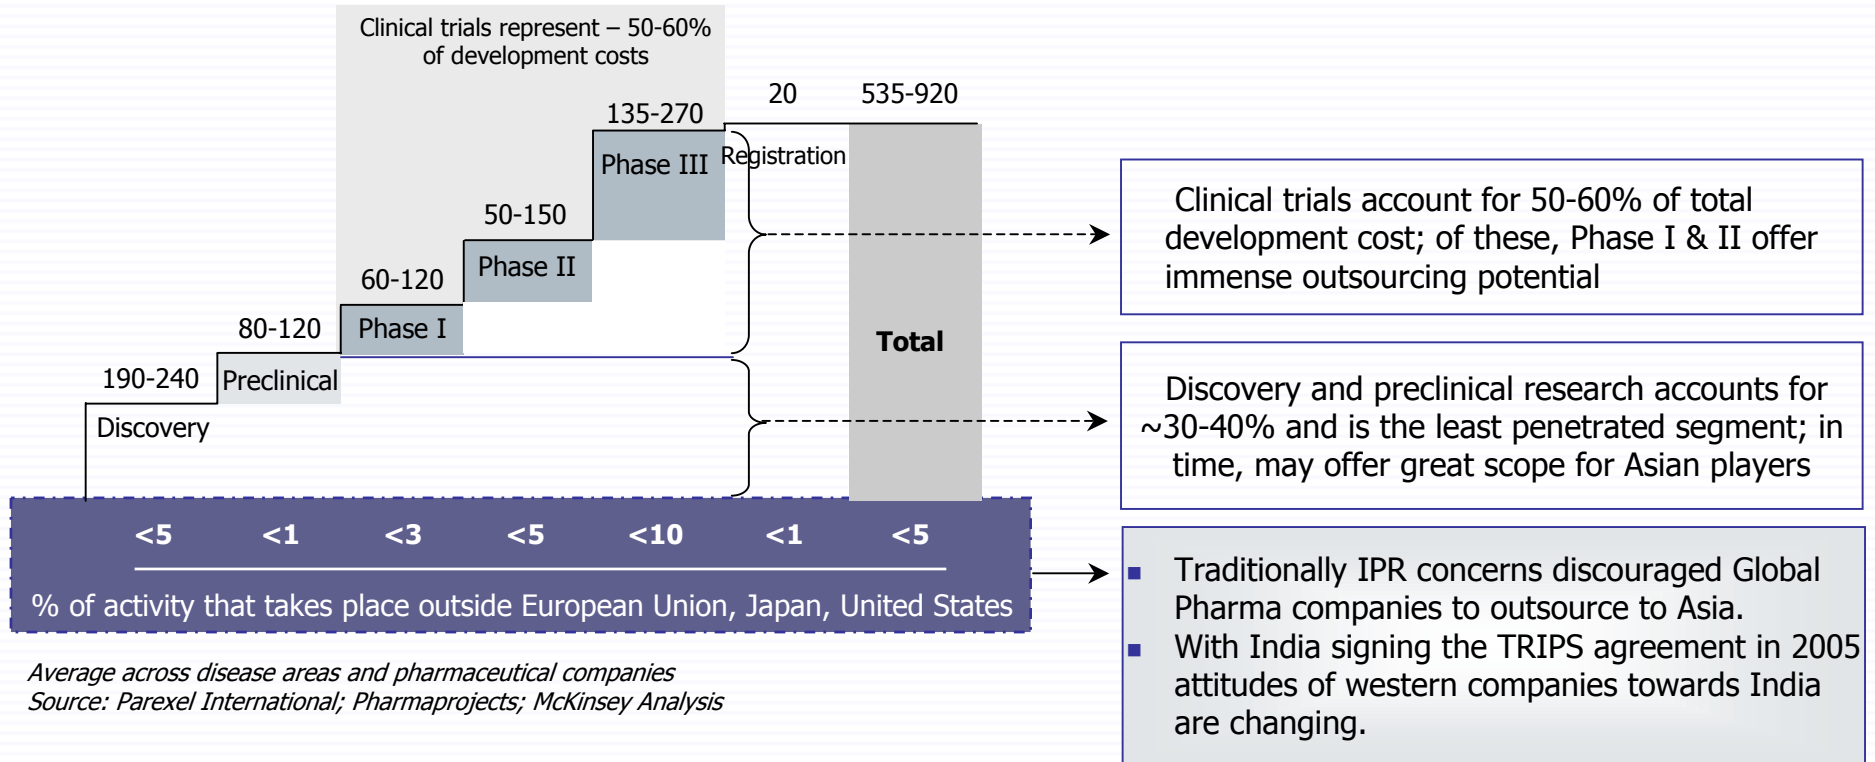 Clinical trials represent – 50-60%
of development costs
20
535-920
135-270
Phase III
Registration
50-150
Phase II
60-120
Phase I
80-120
Preclinical
190-240
Discovery
Total
<5 <1 <3 <5 <10 <1 <5
% of activity that takes place outside European Union, Japan, United States
Average across disease areas and pharmaceutical companies
Source: Parexel International; Pharmaprojects; McKinsey Analysis
Clinical trials account for 50-60% of total
development cost; of these, Phase I & II offer
immense outsourcing potential
Discovery and preclinical research accounts for
~30-40% and is the least penetrated segment; in
time, may offer great scope for Asian players
▪ Traditionally IPR concerns discouraged Global
Pharma companies to outsource to Asia.
▪ With India signing the TRIPS agreement in 2005
attitudes of western companies towards India
are changing.